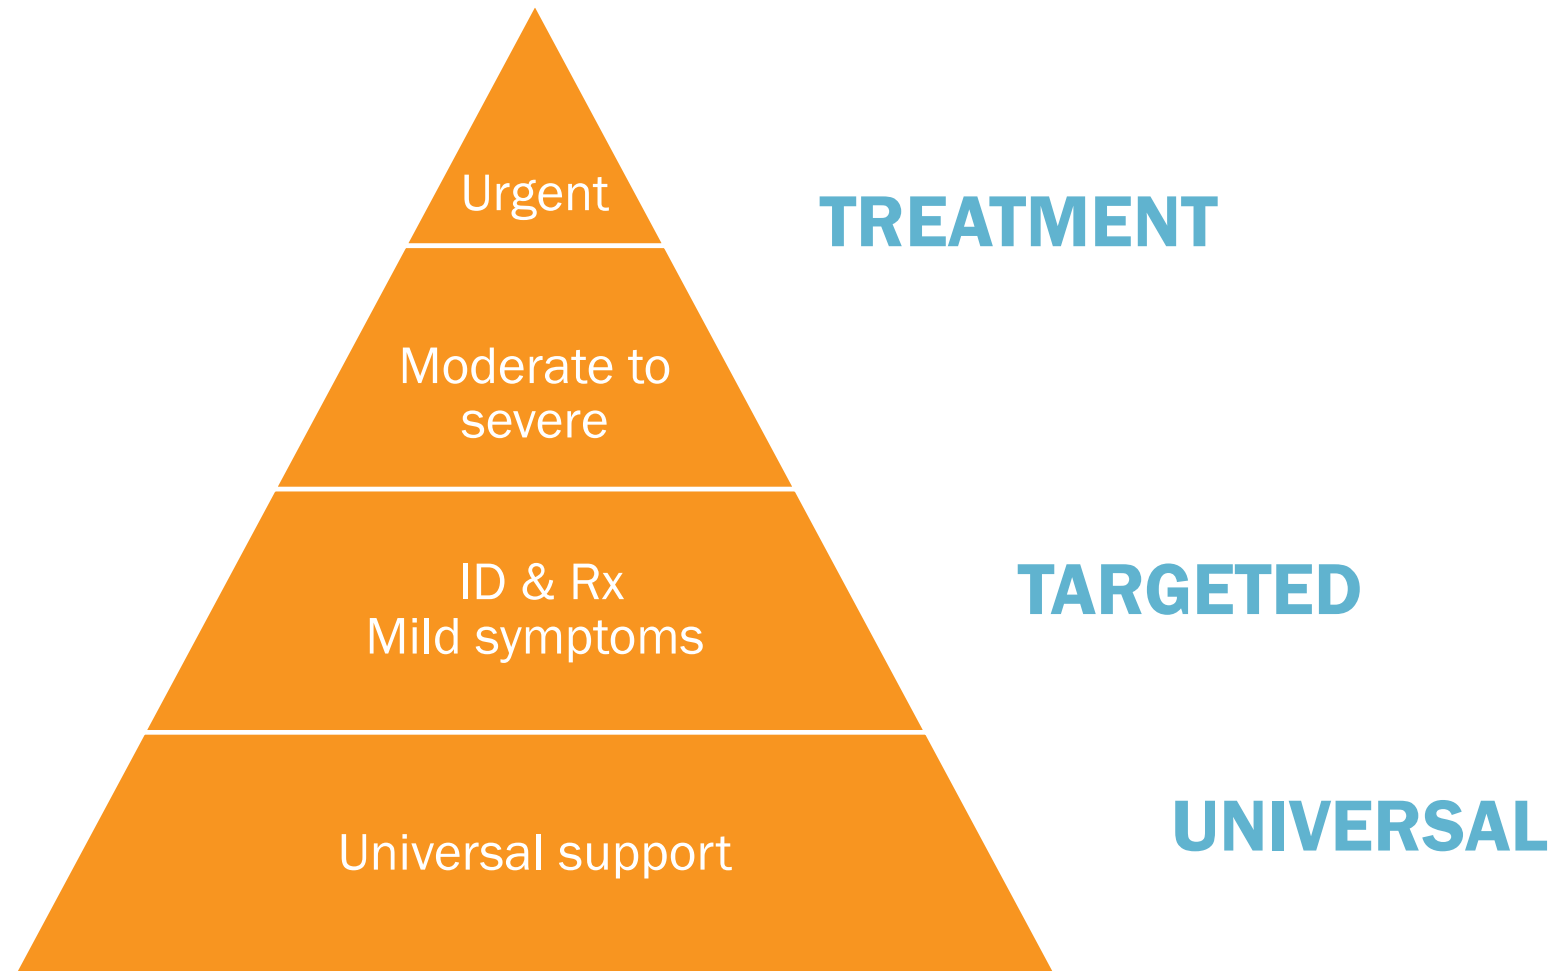 Urgent
TREATMENT
Moderate to
severe
ID & Rx
Mild symptoms
TARGETED
Universal support
UNIVERSAL